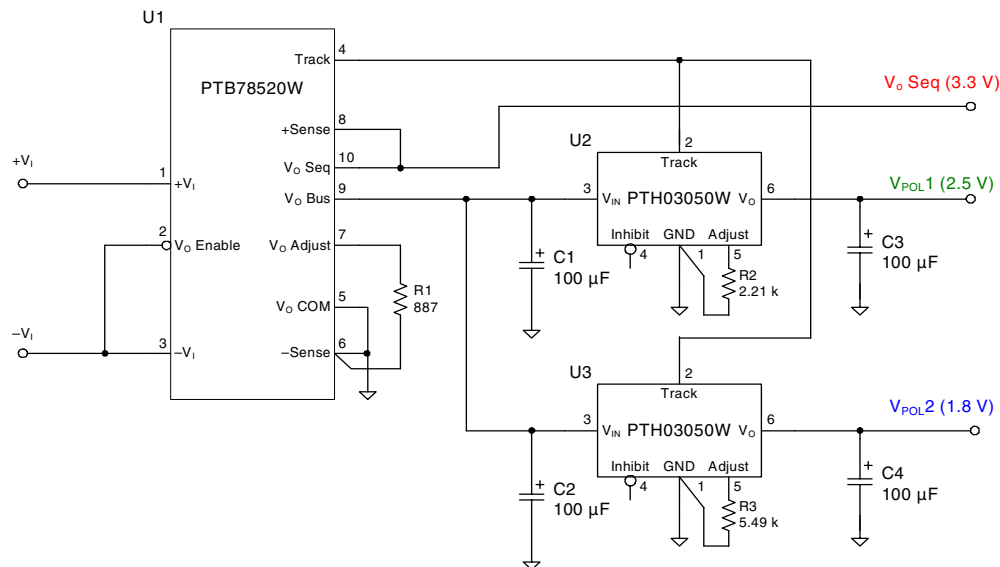 U1
PTB78520W
Track
4
+Sense
8
Vo Seq
10
Vo Bus
9
Vo Adjust
7
Vo COM
5
–Sense
6
+VI
1
+VI
2
Vo Enable
–VI
3
–VI
R1
887
Vo Seq (3.3 V)
U2
2
Track
3
VIN
PTH03050W
VO
6
Inhibit
GND
Adjust
4
1
5
R2
2.21 k
C1
100 µF
VPOL1 (2.5 V)
C3
100 µF
U3
2
Track
3
VIN
PTH03050W
VO
6
Inhibit
GND
Adjust
4
1
5
R3
5.49 k
C2
100 µF
VPOL2 (1.8 V)
C4
100 µF
+
+
+
+